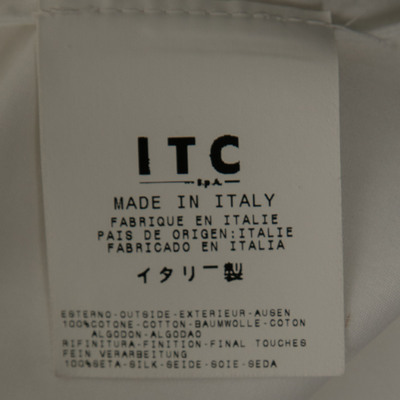 ITC
S.p.A.
MADE IN ITALY
FABRIQUE EN ITALIE
PAIS DE ORIGEN:ITALIE
FABRICADO EN ITALIA
イタリー製
ESTERNO-OUTSIDE-EXTERIEUR-AUSEN
100%COTONE-COTTON-BAUMWOLLE-COTON
ALGODON-ALGODAO
RIFINITURA-FINITION-FINAL TOUCHES
FEIN VERARBEITUNG
100%SETA-SILK-SEIDE-SOIE-SEDA